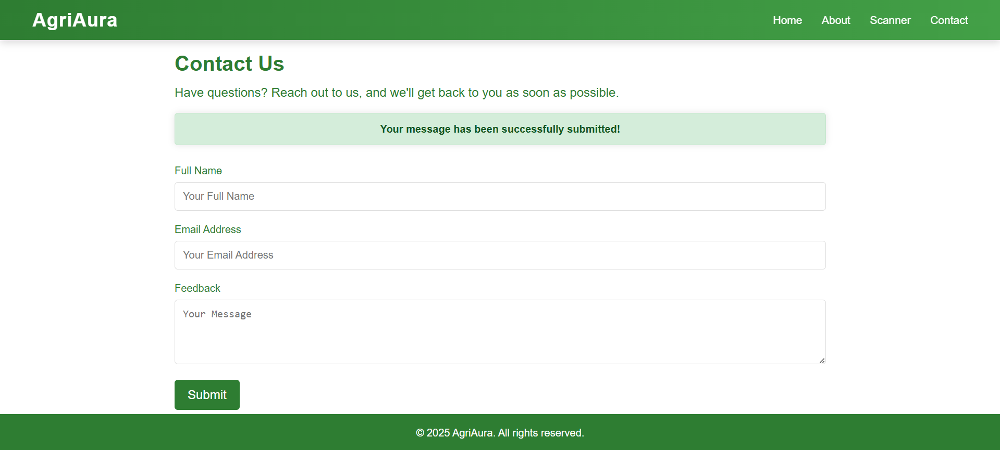 AgriAura
Home About Scanner Contact
Contact Us
Have questions? Reach out to us, and we'll get back to you as soon as possible.
Your message has been successfully submitted!
Full Name
Your Full Name
Email Address
Your Email Address
Feedback
Your Message
Submit
© 2025 AgriAura. All rights reserved.